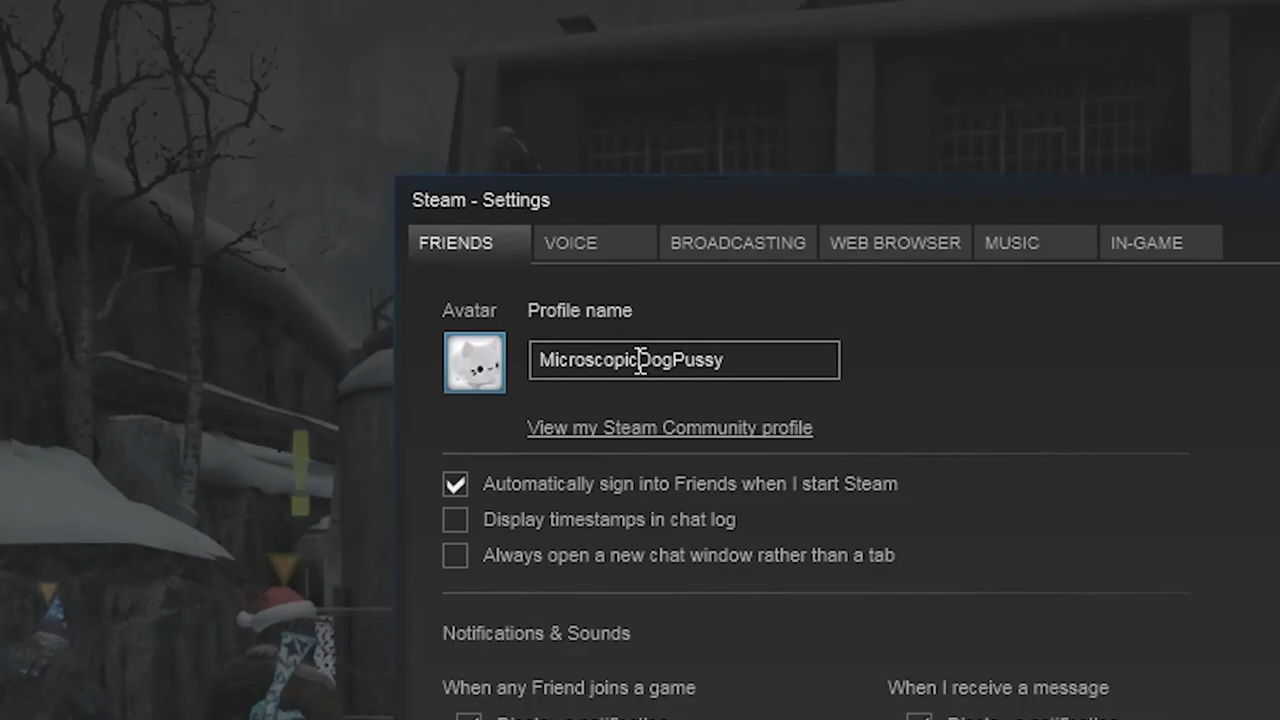 Steam - Settings
FRIENDS VOICE BROADCASTING WEB BROWSER MUSIC IN-GAME
Avatar Profile name
MicroscopicDogPussy
View my Steam Community profile
Automatically sign into Friends when I start Steam
Display timestamps in chat log
Always open a new chat window rather than a tab
Notifications & Sounds
When any Friend joins a game When I receive a message